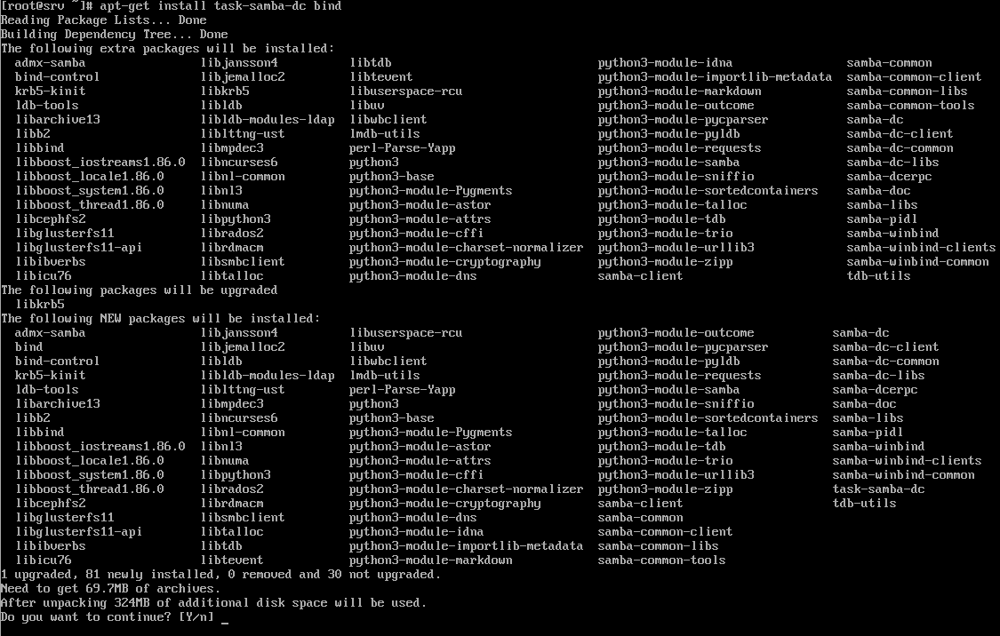 [root@srv ~]# apt-get install task-samba-dc bind
Reading Package Lists... Done
Building Dependency Tree... Done
The following extra packages will be installed:
admx-samba libjansson4 libtdb python3-module-idna samba-common
bind-control libjemalloc2 libtevent python3-module-importlib-metadata samba-common-client
krb5-kinit libkrb5 libuserspace-rcu python3-module-markdown samba-common-libs
ldb-tools libldb libuv python3-module-outcome samba-common-tools
libarchive13 libldb-modules-ldap libwbclient python3-module-pycparser samba-dc
libb2 liblttng-ust lmdb-utils python3-module-pyldb samba-dc-client
libbind libmpdec3 perl-Parse-Yapp python3-module-requests samba-dc-common
libboost_iostreams1.86.0 libncurses6 python3 python3-module-samba samba-dc-libs
libboost_locale1.86.0 libnl-common python3-base python3-module-sniffio samba-dcerpc
libboost_system1.86.0 libnl3 python3-module-Pygments python3-module-sortedcontainers samba-doc
libboost_thread1.86.0 libnuma python3-module-astor python3-module-talloc samba-libs
libcephfs2 libpython3 python3-module-attrs python3-module-tdb samba-pidl
libglusterfs11 librados2 python3-module-cffi python3-module-trio samba-winbind
libglusterfs11-api librdmacm python3-module-charset-normalizer python3-module-urllib3 samba-winbind-clients
libibverbs libsmbclient python3-module-cryptography python3-module-zipp samba-winbind-common
libicu76 libtalloc python3-module-dns samba-client tdb-utils
The following packages will be upgraded
libkrb5
The following NEW packages will be installed:
admx-samba libjansson4 libuserspace-rcu python3-module-outcome samba-dc
bind libjemalloc2 libuv python3-module-pycparser samba-dc-client
bind-control libldb libwbclient python3-module-pyldb samba-dc-common
krb5-kinit libldb-modules-ldap lmdb-utils python3-module-requests samba-dc-libs
ldb-tools liblttng-ust perl-Parse-Yapp python3-module-samba samba-dcerpc
libarchive13 libmpdec3 python3 python3-module-sniffio samba-doc
libb2 libncurses6 python3-base python3-module-sortedcontainers samba-libs
libbind libnl-common python3-module-Pygments python3-module-talloc samba-pidl
libboost_iostreams1.86.0 libnl3 python3-module-astor python3-module-tdb samba-winbind
libboost_locale1.86.0 libnuma python3-module-attrs python3-module-trio samba-winbind-clients
libboost_system1.86.0 libpython3 python3-module-cffi python3-module-urllib3 samba-winbind-common
libboost_thread1.86.0 librados2 python3-module-charset-normalizer python3-module-zipp task-samba-dc
libcephfs2 librdmacm python3-module-cryptography samba-client tdb-utils
libglusterfs11 libsmbclient python3-module-dns samba-common
libglusterfs11-api libtalloc python3-module-idna samba-common-client
libibverbs libtdb python3-module-importlib-metadata samba-common-libs
libicu76 libtevent python3-module-markdown samba-common-tools
1 upgraded, 81 newly installed, 0 removed and 30 not upgraded.
Need to get 69.7MB of archives.
After unpacking 324MB of additional disk space will be used.
Do you want to continue? [Y/n] _